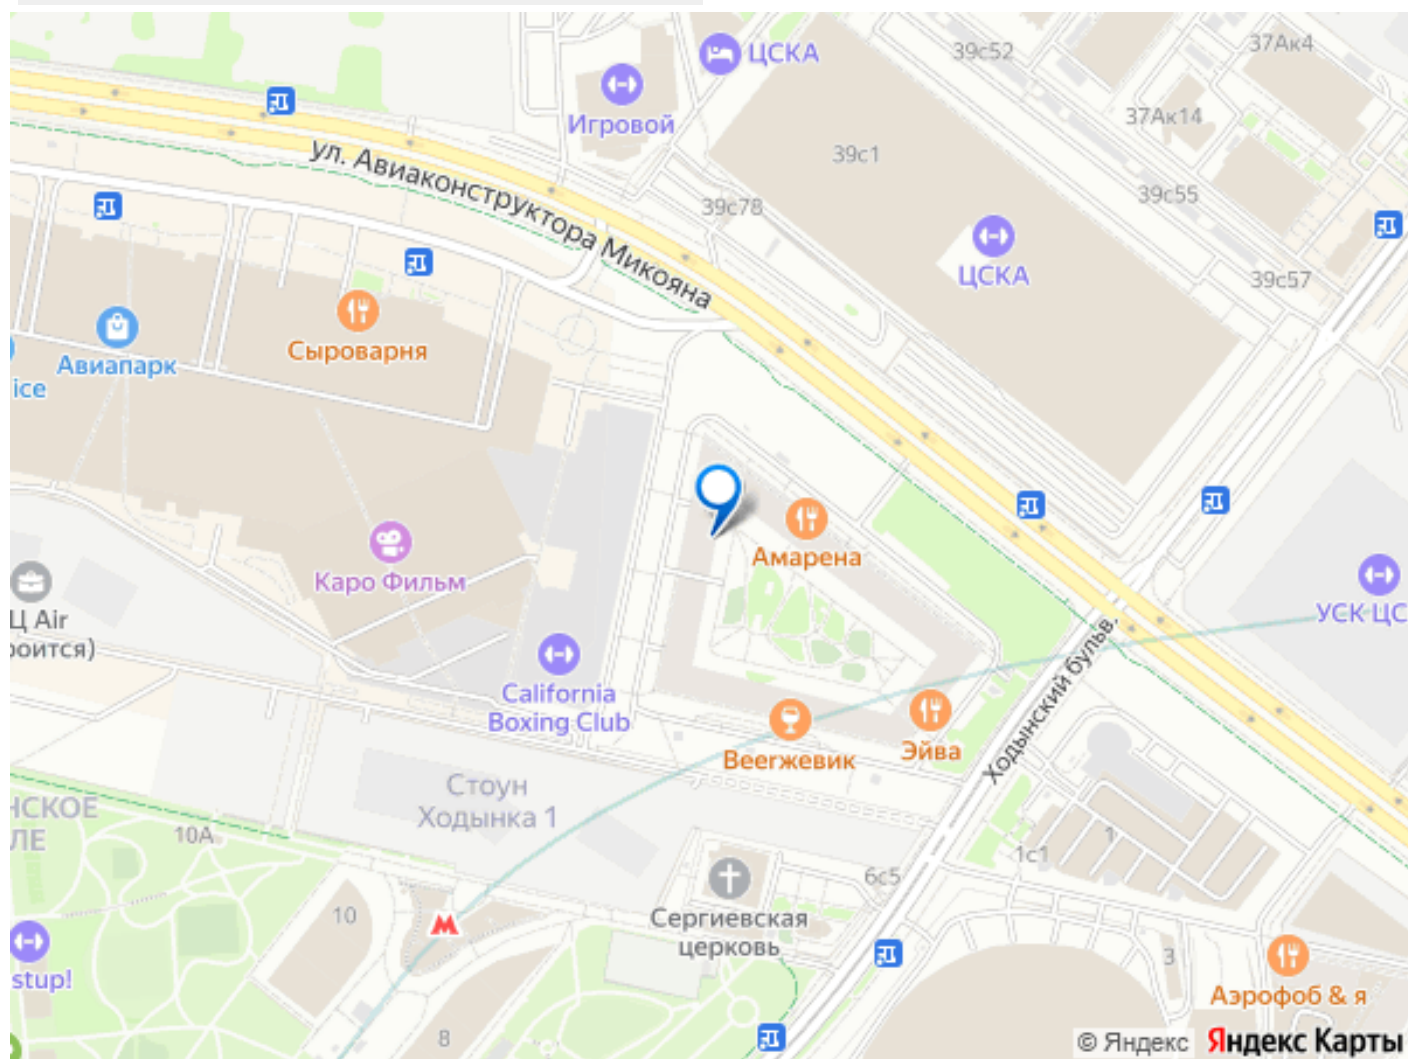 ЦСКА
39с52
37Ак4
Игровой
37Ак14
39с1
ул. Авиаконструктора Микояна
39с78
39с55
ЦСКА
39с57
Сыроварня
Авиапарк
ice
Амарена
Каро Фильм
УСК ЦС
Ц Air
роится)
California
Boxing Club
Ходынский бульв.
Эйва
Beerжевик
Стоун
Ходынка 1
НСКОЕ
ЛЕ
10А
1
1с1
6с5
10
Сергиевская
церковь
stup!
3
Аэрофоб & я
8
© Яндекс Яндекс Карты